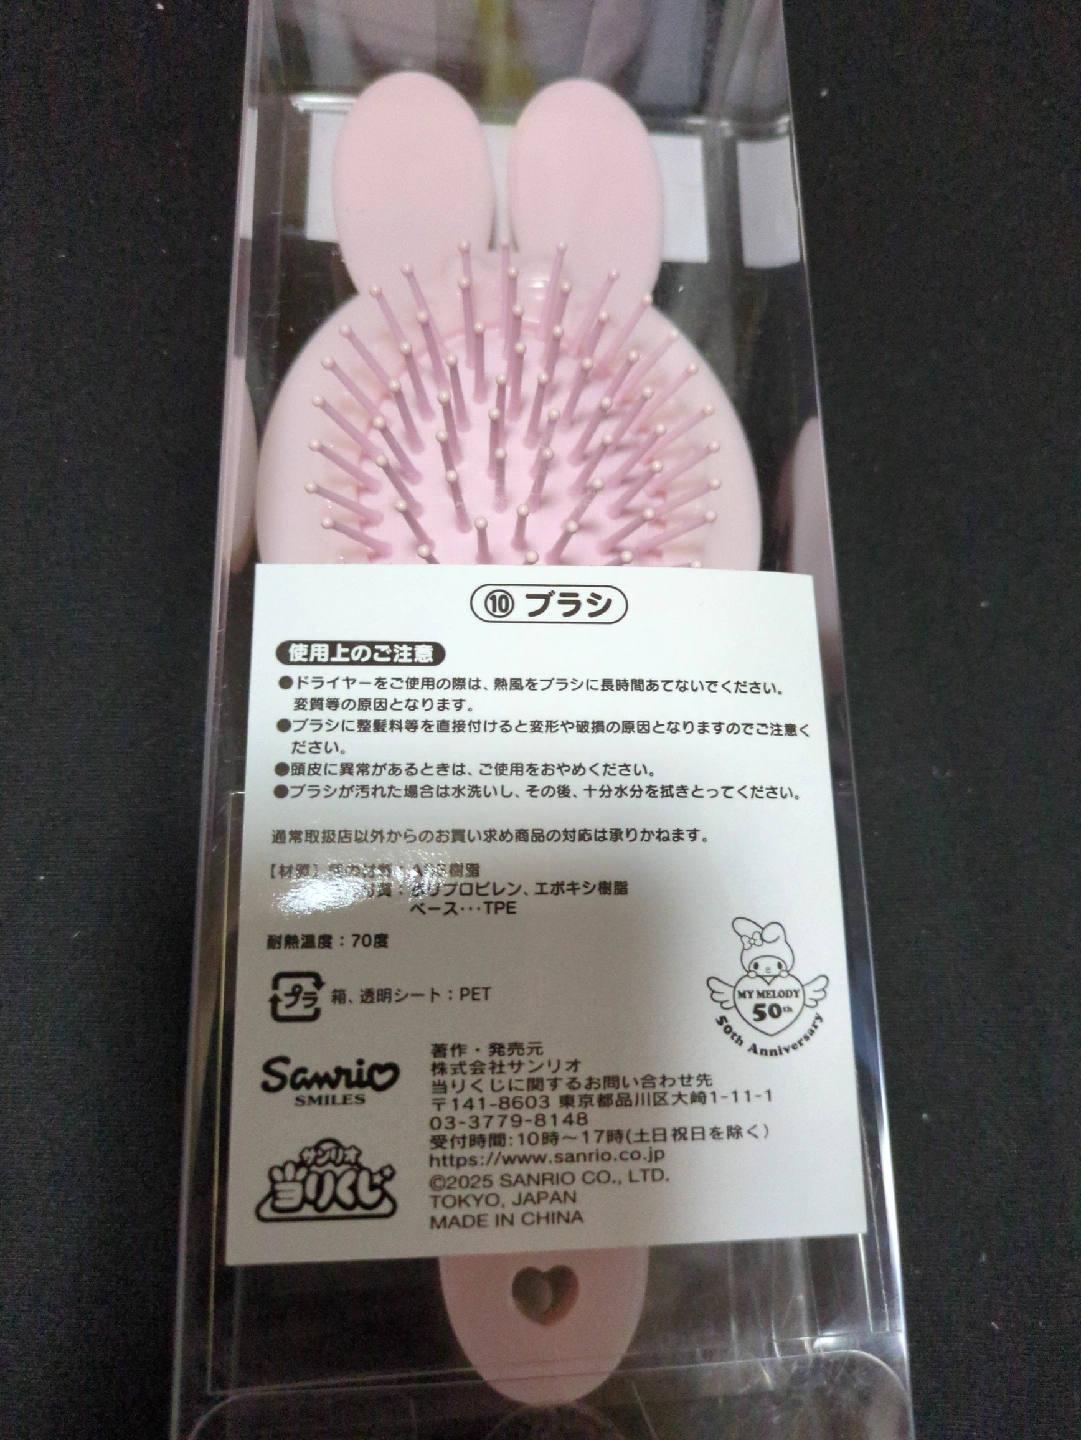 ⑩ ブラシ
使用上のご注意
●ドライヤーをご使用の際は、熱風をブラシに長時間あてないでください。
変質等の原因となります。
●ブラシに整髪料等を直接付けると変形や破損の原因となりますのでご注意く
ださい。
●頭皮に異常があるときは、ご使用をおやめください。
●ブラシが汚れた場合は水洗いし、その後、十分水分を拭きとってください。
通常取扱店以外からのお買い求め商品の対応は承りかねます。
【材質】 樹脂
ポリプロピレン、エポキシ樹脂
ベース･･･TPE
耐熱温度：70度
プラ 箱、透明シート：PET
MY MELODY
50th
50th Anniversary
Sanrio
SMILES
サンリオ
当りくじ
著作・発売元
株式会社サンリオ
当りくじに関するお問い合わせ先
〒141-8603 東京都品川区大崎1-11-1
03-3779-8148
受付時間:10時～17時(土日祝日を除く)
https://www.sanrio.co.jp
©2025 SANRIO CO., LTD.
TOKYO, JAPAN
MADE IN CHINA